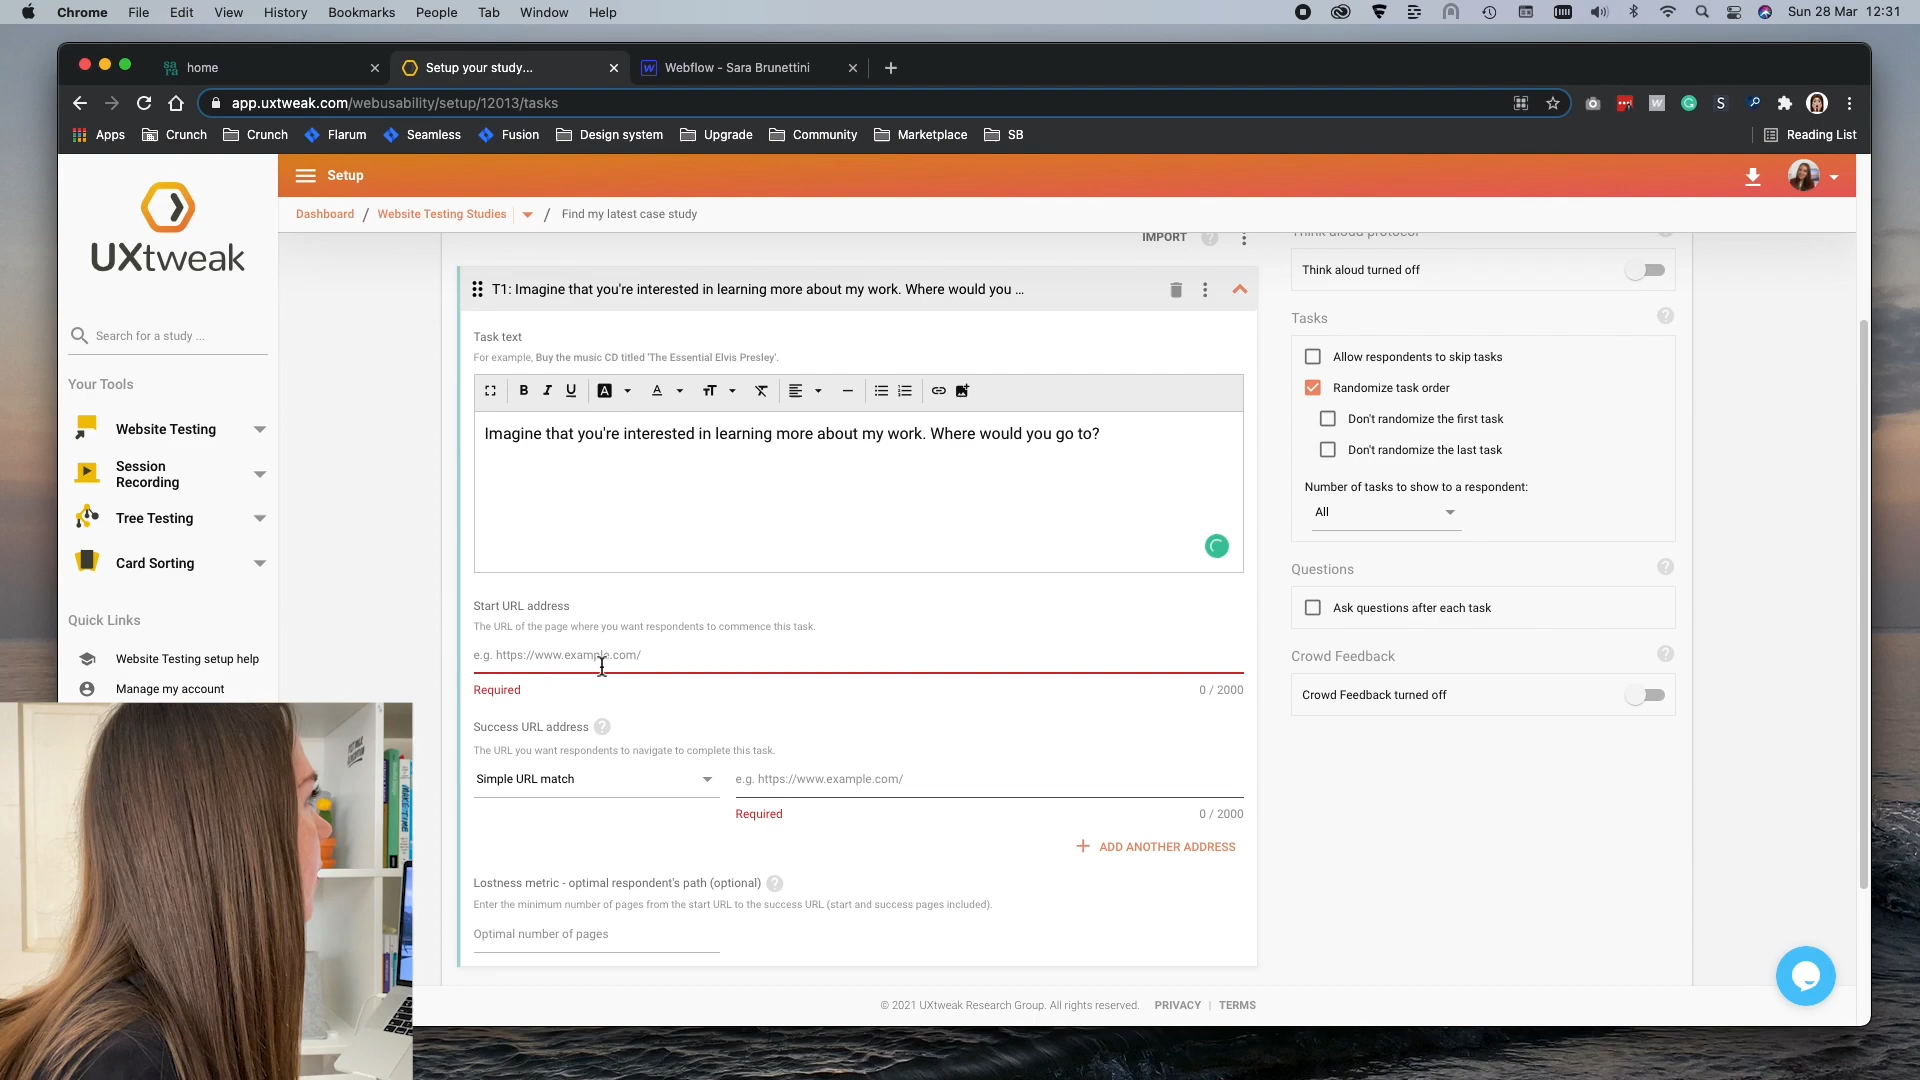 Chrome File Edit View History Bookmarks People Tab Window Help Sun 28 Mar 12:31
sa ra home Setup your study... Webflow - Sara Brunettini
app.uxtweak.com/webusability/setup/12013/tasks
Apps Crunch Crunch Flarum Seamless Fusion Design system Upgrade Community Marketplace SB Reading List
Setup
Dashboard / Website Testing Studies / Find my latest case study
UXtweak
Search for a study ...
Your Tools
Website Testing
Session
Recording
Tree Testing
Card Sorting
Quick Links
Website Testing setup help
Manage my account
IMPORT
T1: Imagine that you're interested in learning more about my work. Where would you ...
Task text
For example, Buy the music CD titled 'The Essential Elvis Presley'.
Imagine that you're interested in learning more about my work. Where would you go to?
Start URL address
The URL of the page where you want respondents to commence this task.
e.g. https://www.example.com/
Required 0 / 2000
Success URL address
The URL you want respondents to navigate to complete this task.
Simple URL match e.g. https://www.example.com/
Required 0 / 2000
ADD ANOTHER ADDRESS
Lostness metric - optimal respondent's path (optional)
Enter the minimum number of pages from the start URL to the success URL (start and success pages included).
Optimal number of pages
Think aloud protocol
Think aloud turned off
Tasks
Allow respondents to skip tasks
Randomize task order
Don't randomize the first task
Don't randomize the last task
Number of tasks to show to a respondent:
All
Questions
Ask questions after each task
Crowd Feedback
Crowd Feedback turned off
© 2021 UXtweak Research Group. All rights reserved. PRIVACY | TERMS